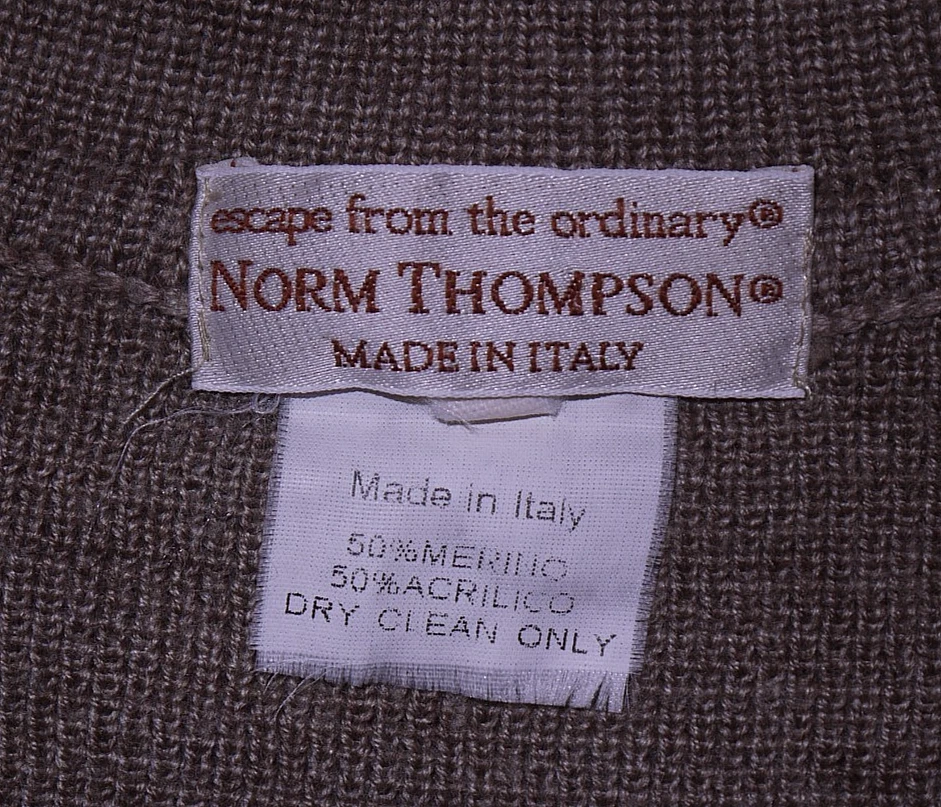 escape from the ordinary®
NORM THOMPSON®
MADE IN ITALY
Made in Italy
50%MERINO
50%ACRILICO
DRY CLEAN ONLY